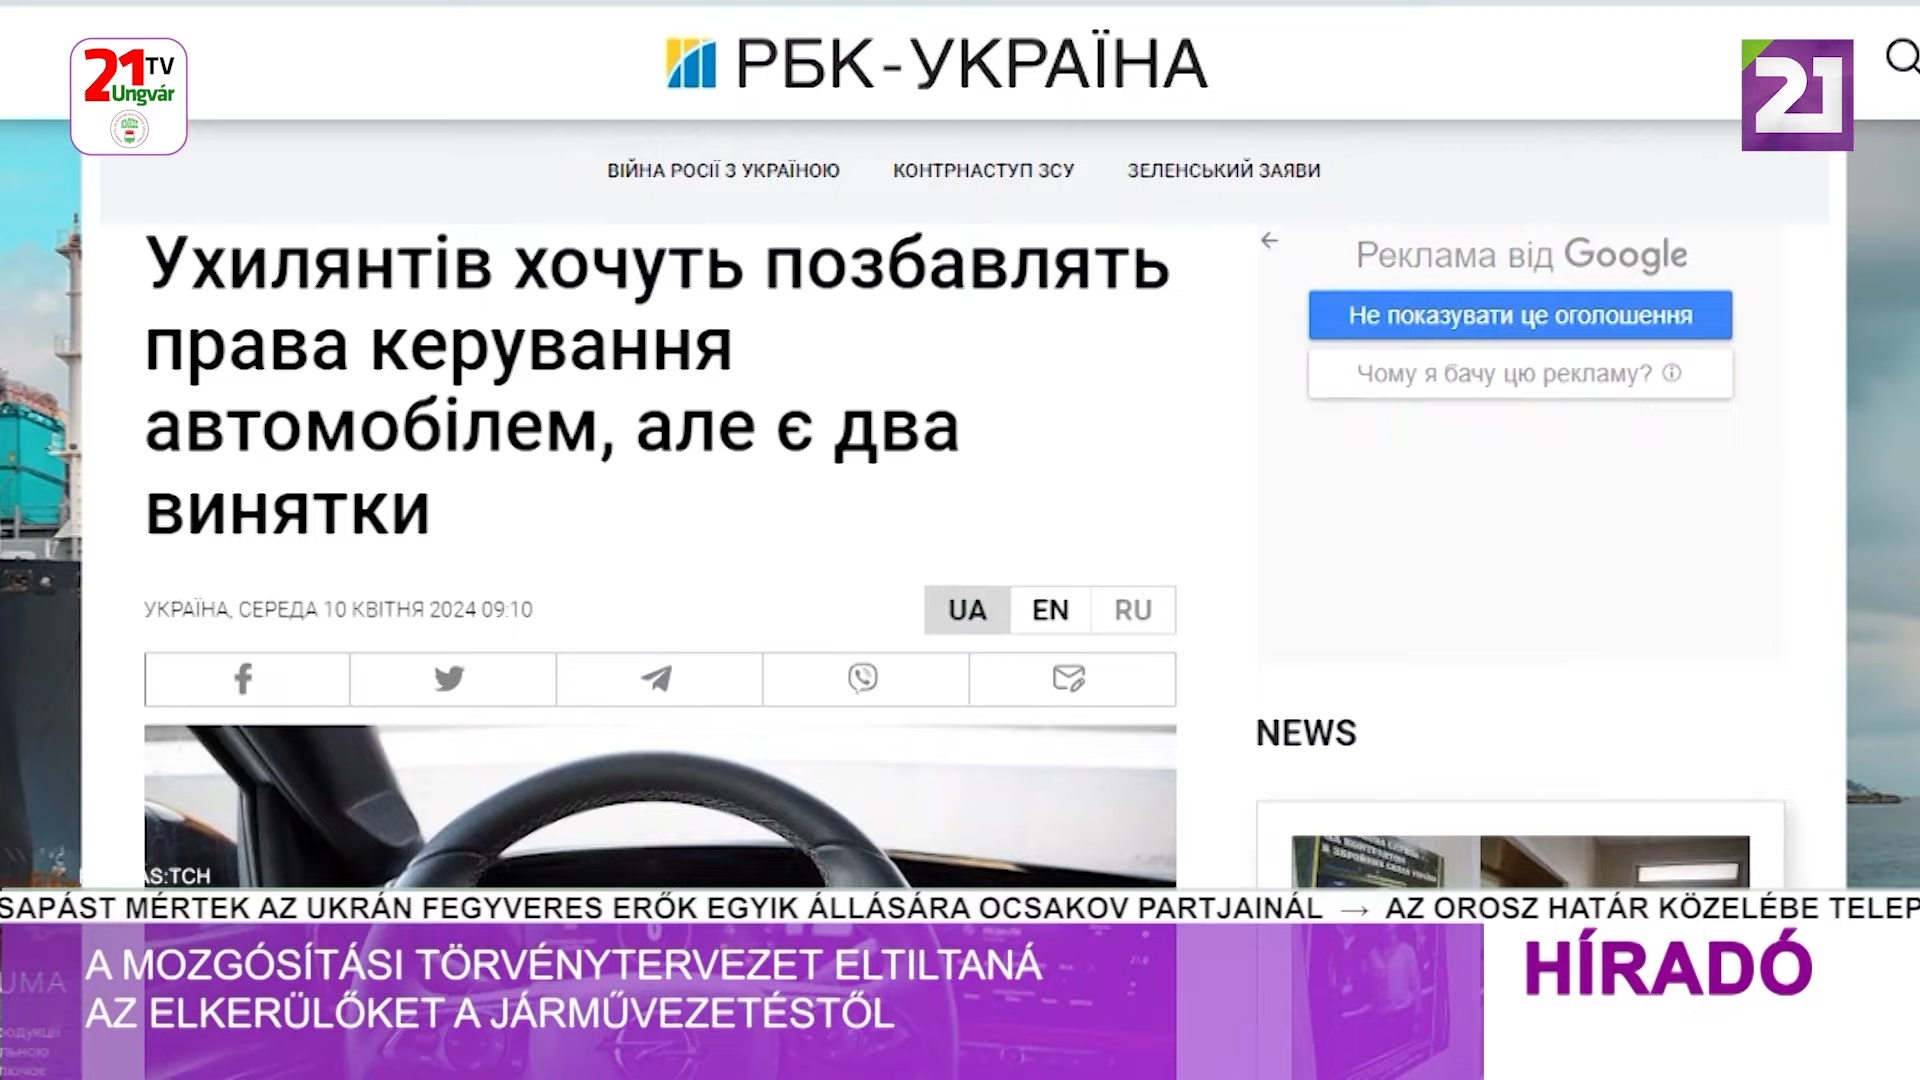 21 TV
Ungvár
РБК-УКРАЇНА
21
ВІЙНА РОСІЇ З УКРАЇНОЮ КОНТРНАСТУП ЗСУ ЗЕЛЕНСЬКИЙ ЗАЯВИ
Ухилянтів хочуть позбавлять
права керування
автомобілем, але є два
винятки
УКРАЇНА, СЕРЕДА 10 КВІТНЯ 2024 09:10
UA EN RU
Реклама від Google
Не показувати це оголошення
Чому я бачу цю рекламу?
NEWS
AS:TCH
SAPÁST MÉRTEK AZ UKRÁN FEGYVERES ERŐK EGYIK ÁLLÁSÁRA OCSAKOV PARTJAINÁL → AZ OROSZ HATÁR KÖZELÉBE TELEP
A MOZGÓSÍTÁSI TÖRVÉNYTERVEZET ELTILTANÁ
AZ ELKERÜLŐKET A JÁRMŰVEZETÉSTŐL
HÍRADÓ